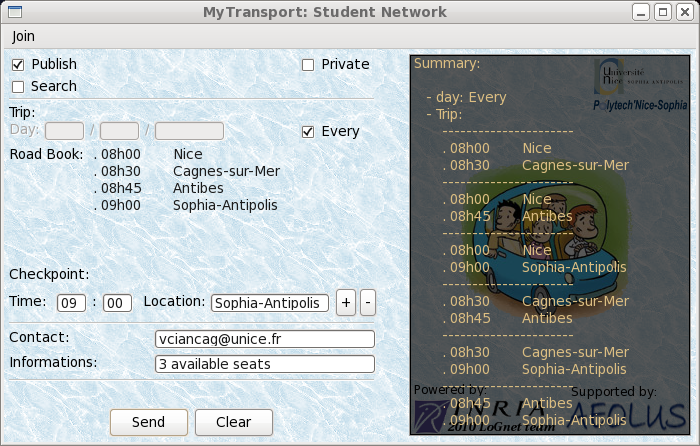 MyTransport: Student Network
Join
Publish
Private
Search
Trip:
Day: / /
Every
Road Book: . 08h00 Nice
. 08h30 Cagnes-sur-Mer
. 08h45 Antibes
. 09h00 Sophia-Antipolis
Checkpoint:
Time: 09 : 00 Location: Sophia-Antipolis + -
Contact: vciancag@unice.fr
Informations: 3 available seats
Send Clear
Summary:
- day: Every
- Trip:
------------------------
. 08h00 Nice
. 08h30 Cagnes-sur-Mer
------------------------
. 08h00 Nice
. 08h45 Antibes
------------------------
. 08h00 Nice
. 09h00 Sophia-Antipolis
------------------------
. 08h30 Cagnes-sur-Mer
. 08h45 Antibes
------------------------
. 08h30 Cagnes-sur-Mer
. 09h00 Sophia-Antipolis
------------------------
. 08h45 Antibes
. 09h00 Sophia-Antipolis
Université
Nice SOPHIA ANTIPOLIS
Polytech'Nice-Sophia
Powered by:
INRIA
2010 LoGnet team
Supported by:
AEOLUS